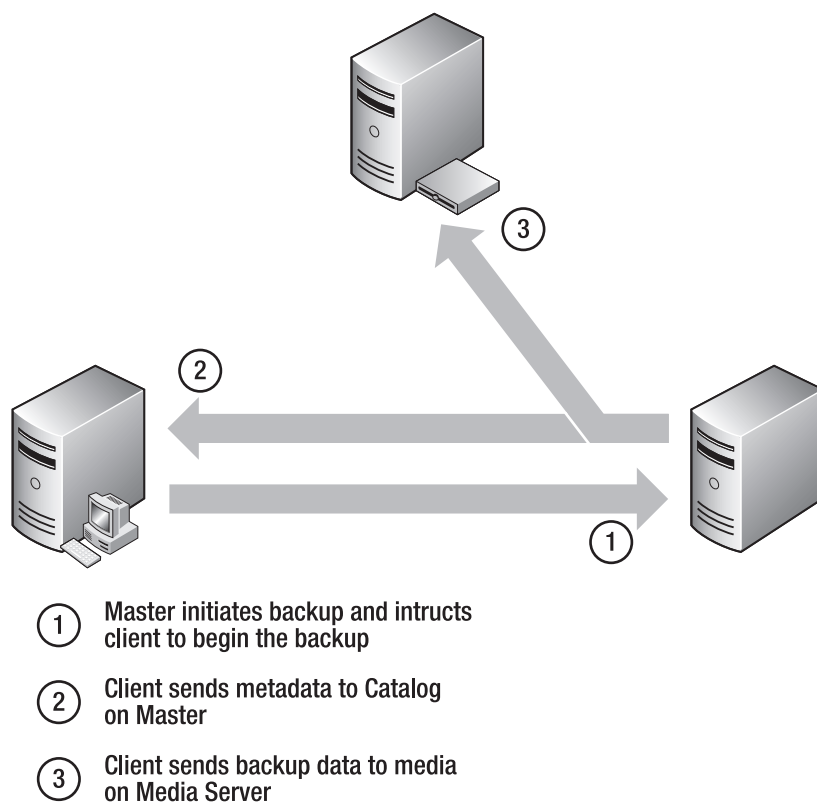 3
2
1
1 Master initiates backup and intructs
client to begin the backup
2 Client sends metadata to Catalog
on Master
3 Client sends backup data to media
on Media Server